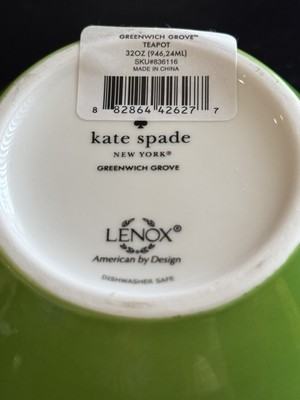 GREENWICH GROVE™
TEAPOT
32OZ (946,24ML)
SKU#836116
MADE IN CHINA
8 82864 42627 7
kate spade
NEW YORK®
GREENWICH GROVE
LENOX®
American by Design
DISHWASHER SAFE